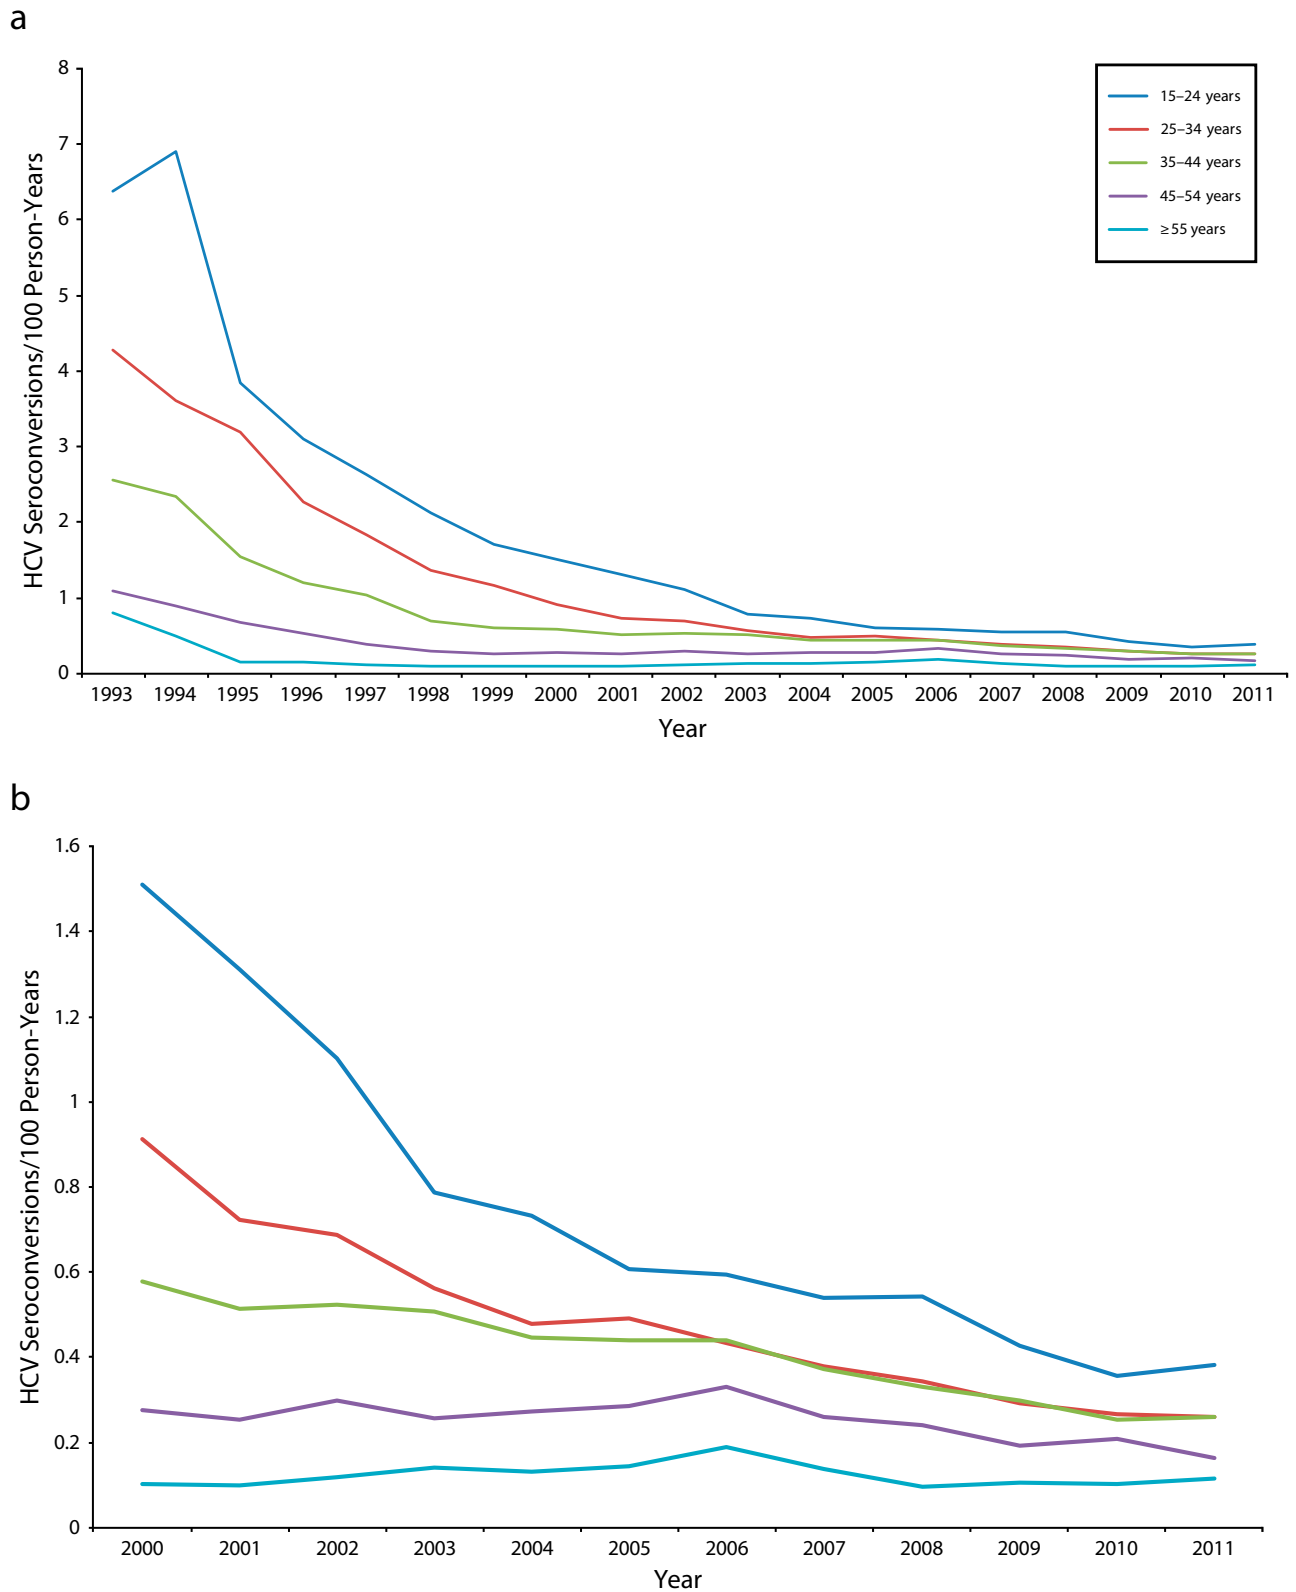 a
HCV Seroconversions/100 Person-Years
8
7
6
5
4
3
2
1
0
15–24 years
25–34 years
35–44 years
45–54 years
≥55 years
1993 1994 1995 1996 1997 1998 1999 2000 2001 2002 2003 2004 2005 2006 2007 2008 2009 2010 2011
Year
b
HCV Seroconversions/100 Person-Years
1.6
1.4
1.2
1
0.8
0.6
0.4
0.2
0
2000 2001 2002 2003 2004 2005 2006 2007 2008 2009 2010 2011
Year